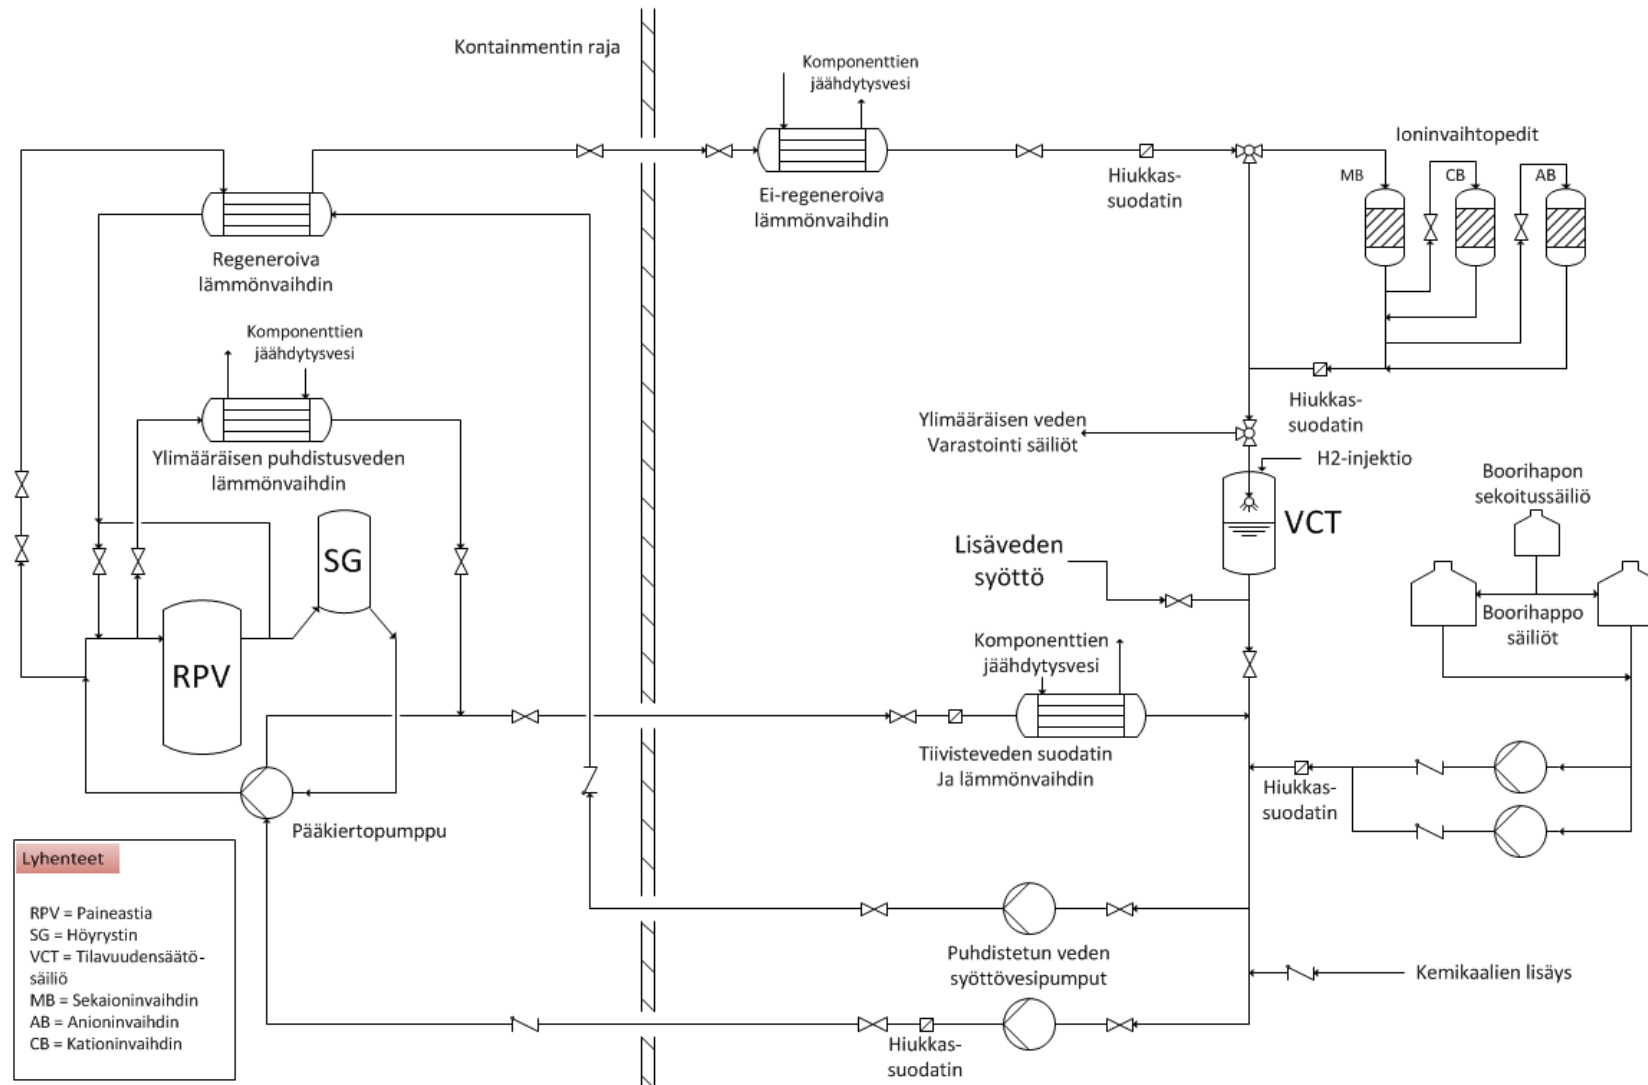 Kontainmentin raja
Komponenttien
jäähdytysvesi
Ioninvaihtopedit
MB
CB
AB
Hiukkas-
suodatin
Ei-regeneroiva
lämmönvaihdin
Regeneroiva
lämmönvaihdin
Komponenttien
jäähdytysvesi
Hiukkas-
suodatin
Ylimääräisen veden
Varastointi säiliöt
Ylimääräisen puhdistusveden
lämmönvaihdin
H2-injektio
Boorihapon
sekoitussäiliö
VCT
SG
Lisäveden
syöttö
Boorihappo
säiliöt
Komponenttien
jäähdytysvesi
RPV
Tiivisteveden suodatin
Ja lämmönvaihdin
Hiukkas-
suodatin
Pääkiertopumppu
Puhdistetun veden
syöttövesipumput
Kemikaalien lisäys
Hiukkas-
suodatin
Lyhenteet
RPV = Paineastia
SG = Höyrystin
VCT = Tilavuudensäätö-
säiliö
MB = Sekaioninvaihdin
AB = Anioninvaihdin
CB = Kationinvaihdin